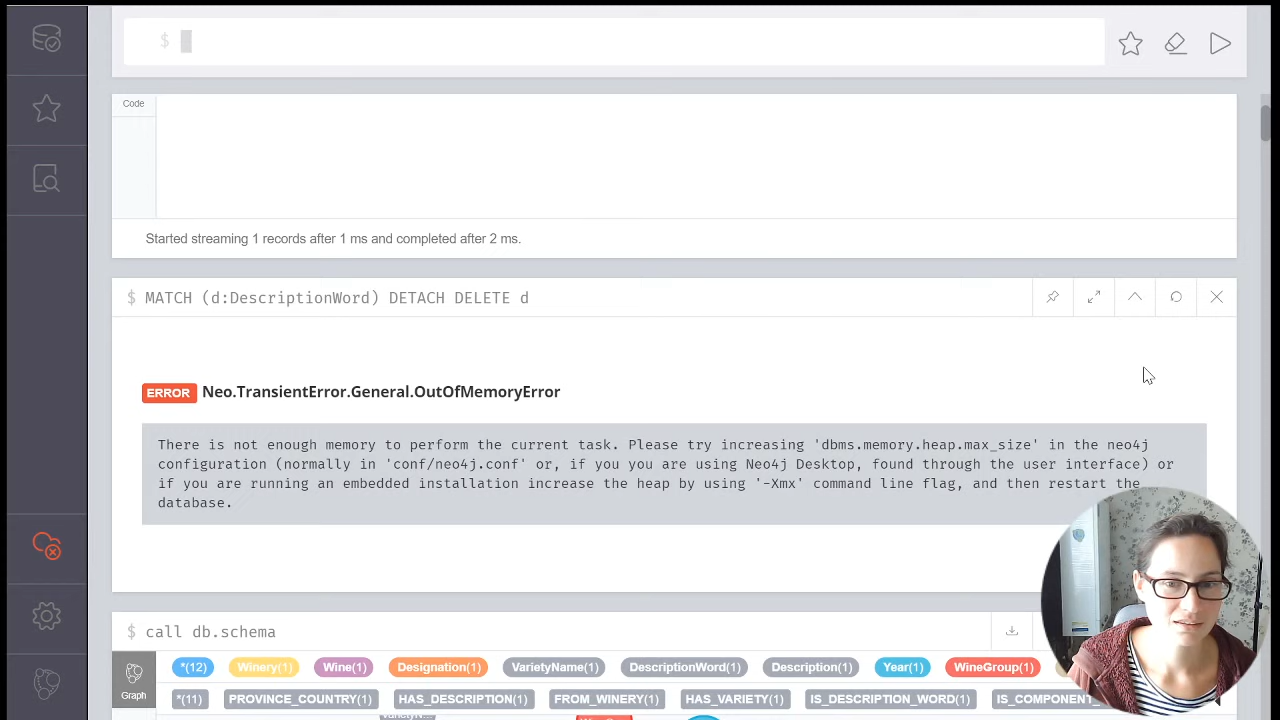 $
Code
Started streaming 1 records after 1 ms and completed after 2 ms.
$ MATCH (d:DescriptionWord) DETACH DELETE d
ERROR Neo.TransientError.General.OutOfMemoryError
There is not enough memory to perform the current task. Please try increasing 'dbms.memory.heap.max_size' in the neo4j
configuration (normally in 'conf/neo4j.conf' or, if you you are using Neo4j Desktop, found through the user interface) or
if you are running an embedded installation increase the heap by using '-Xmx' command line flag, and then restart the
database.
$ call db.schema
Graph
*(12) Winery(1) Wine(1) Designation(1) VarietyName(1) DescriptionWord(1) Description(1) Year(1) WineGroup(1)
*(11) PROVINCE_COUNTRY(1) HAS_DESCRIPTION(1) FROM_WINERY(1) HAS_VARIETY(1) IS_DESCRIPTION_WORD(1) IS_COMPONENT_